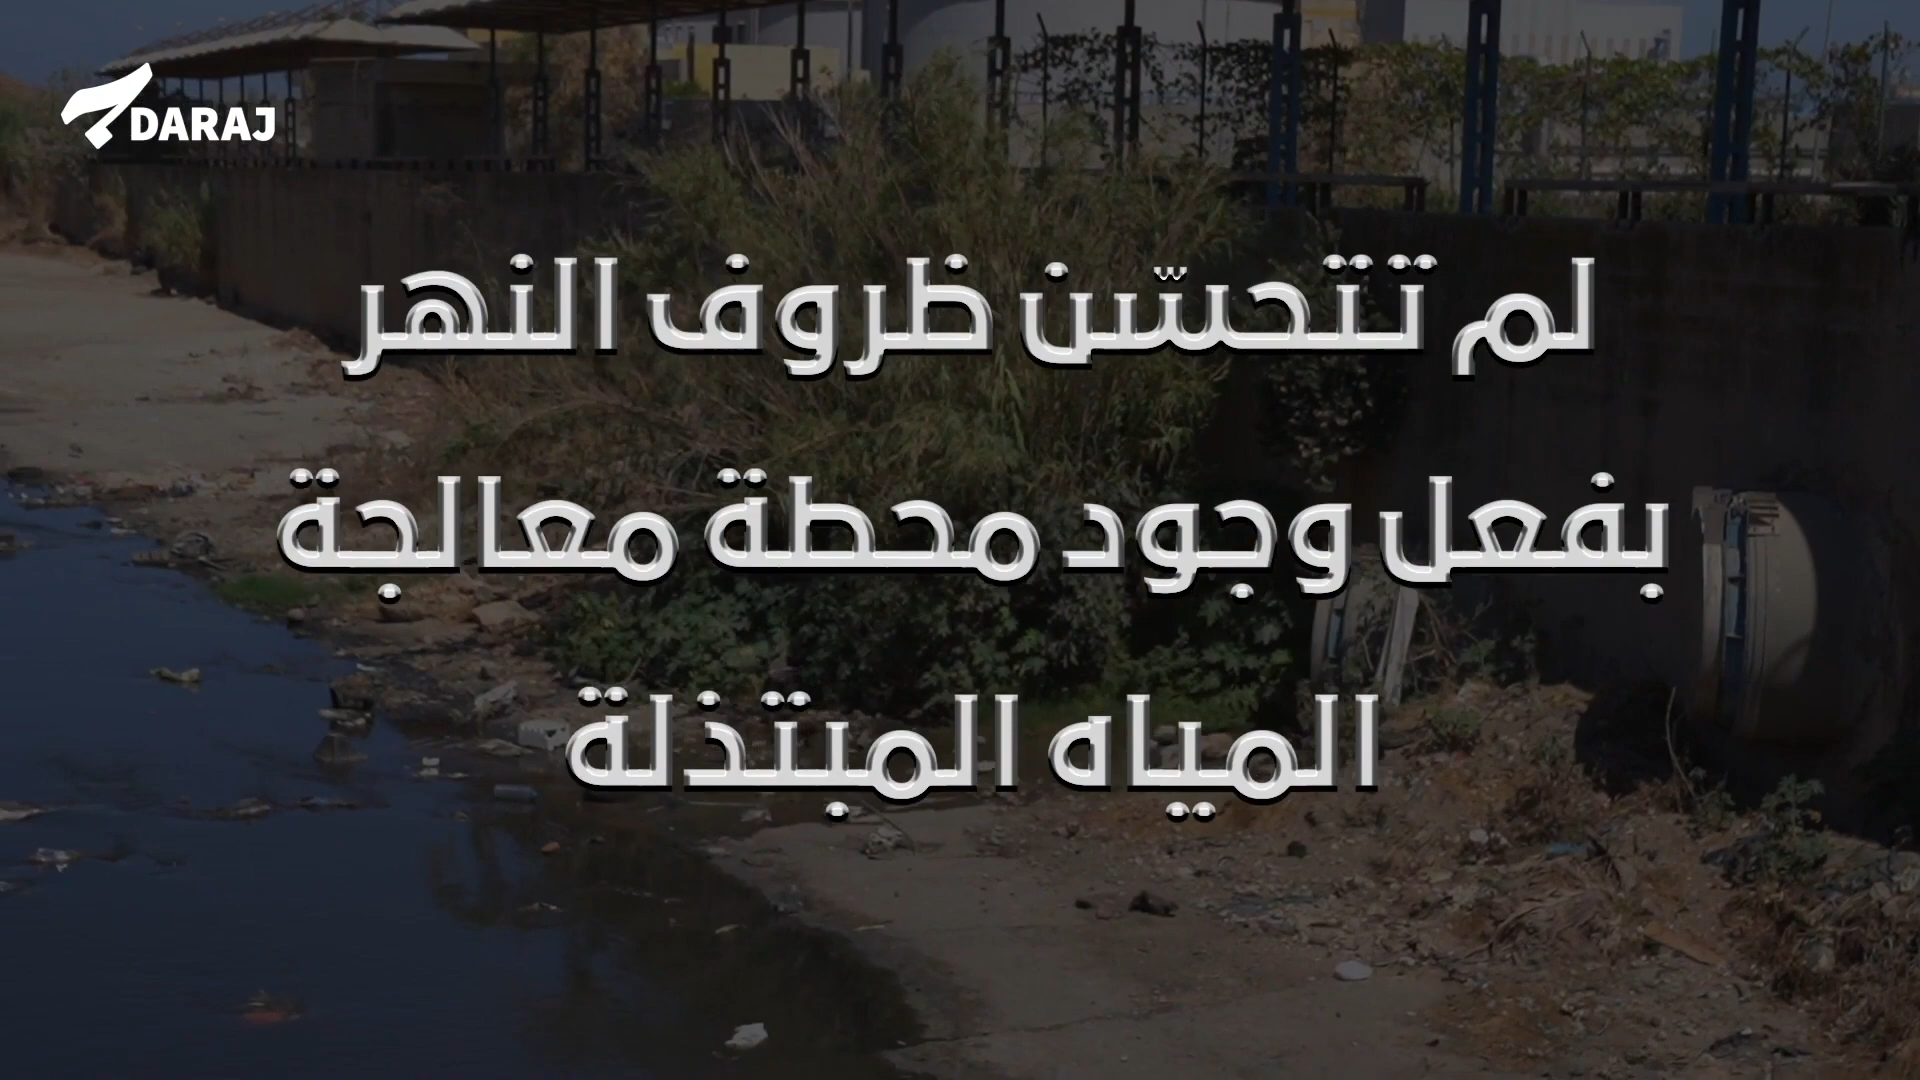 DARAJ
لم تتحسّن ظروف النهر
بفعل وجود محطة معالجة
المياه المبتذلة